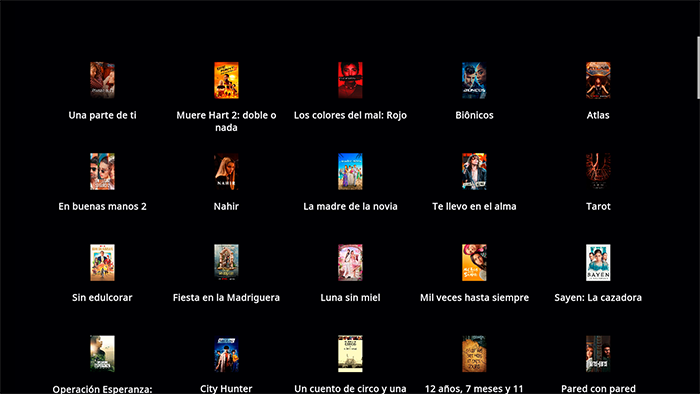 Una parte de ti
Muere Hart 2: doble o
nada
Los colores del mal: Rojo
Biônicos
Atlas
En buenas manos 2
Nahir
La madre de la novia
Te llevo en el alma
Tarot
Sin edulcorar
Fiesta en la Madriguera
Luna sin miel
Mil veces hasta siempre
SAYEN
Sayen: La cazadora
Operación Esperanza:
City Hunter
Un cuento de circo y una
12 años, 7 meses y 11
Pared con pared